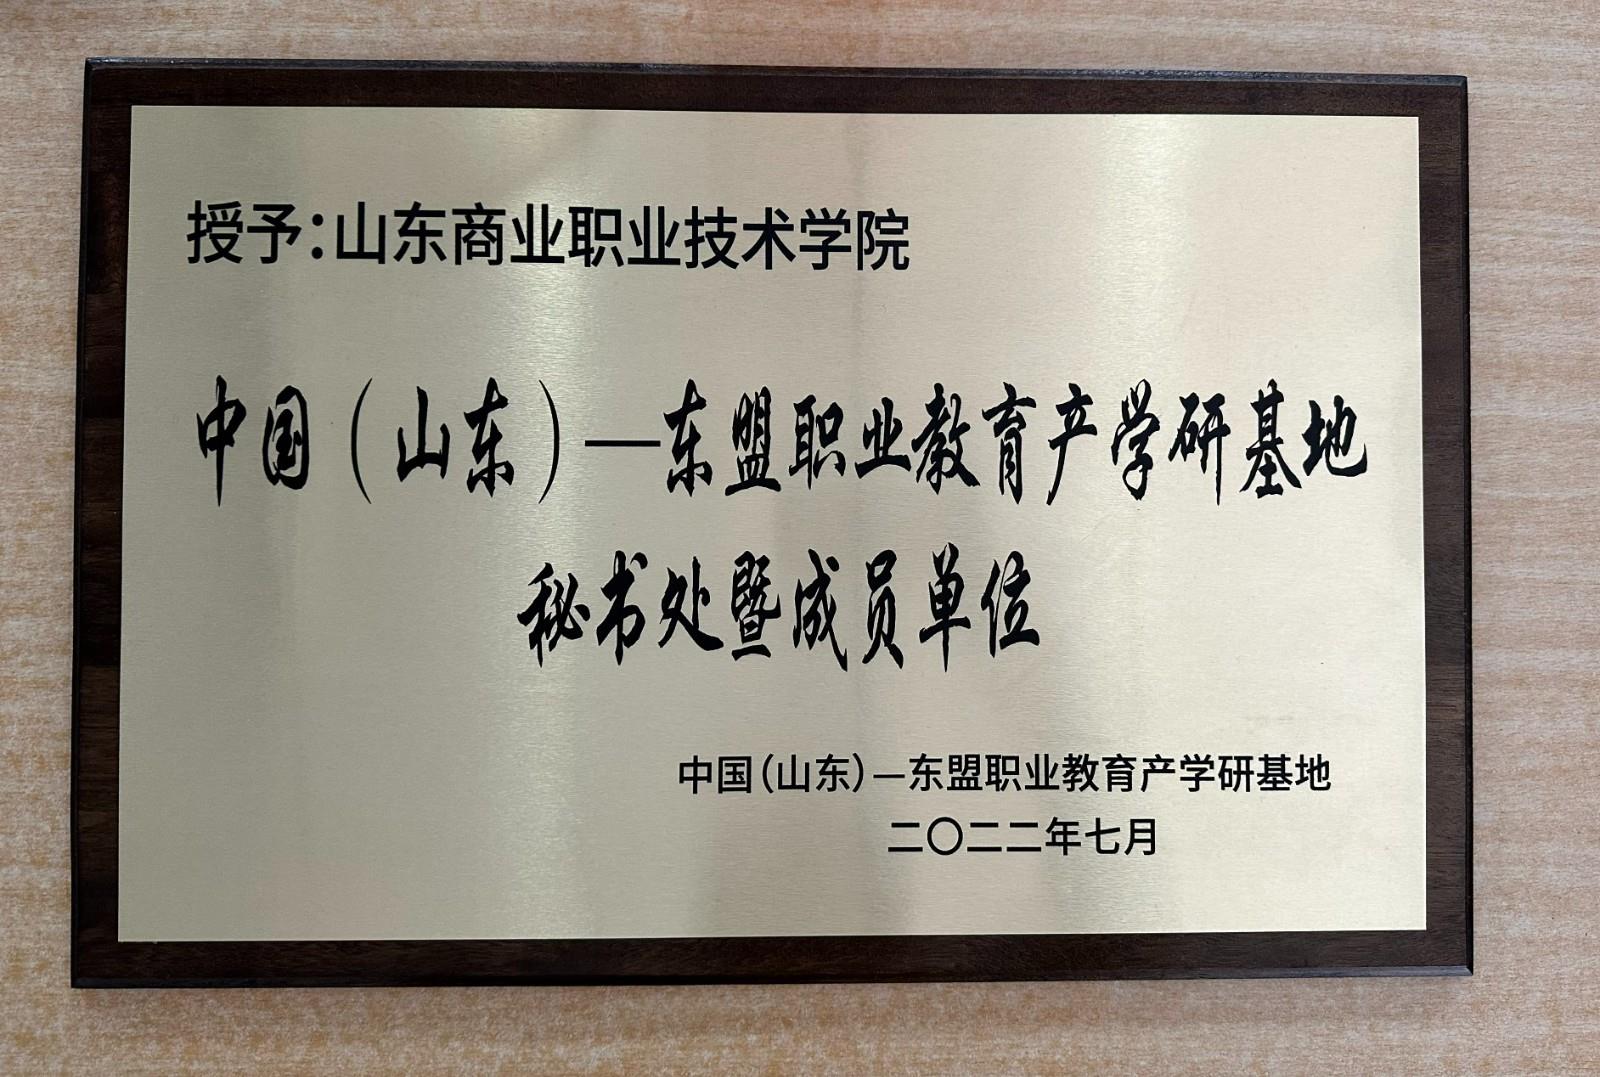 授予:山东商业职业技术学院
中国（山东）—东盟职业教育产学研基地
秘书处暨成员单位
中国(山东)—东盟职业教育产学研基地
二〇二二年七月